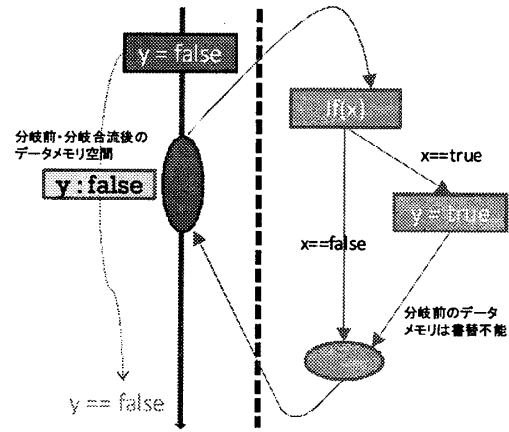 y = false
if(x)
分岐前・分岐合流後の
データメモリ空間
x==true
y : false
y = true
x==false
分岐前のデータ
メモリは書替不能
y == false